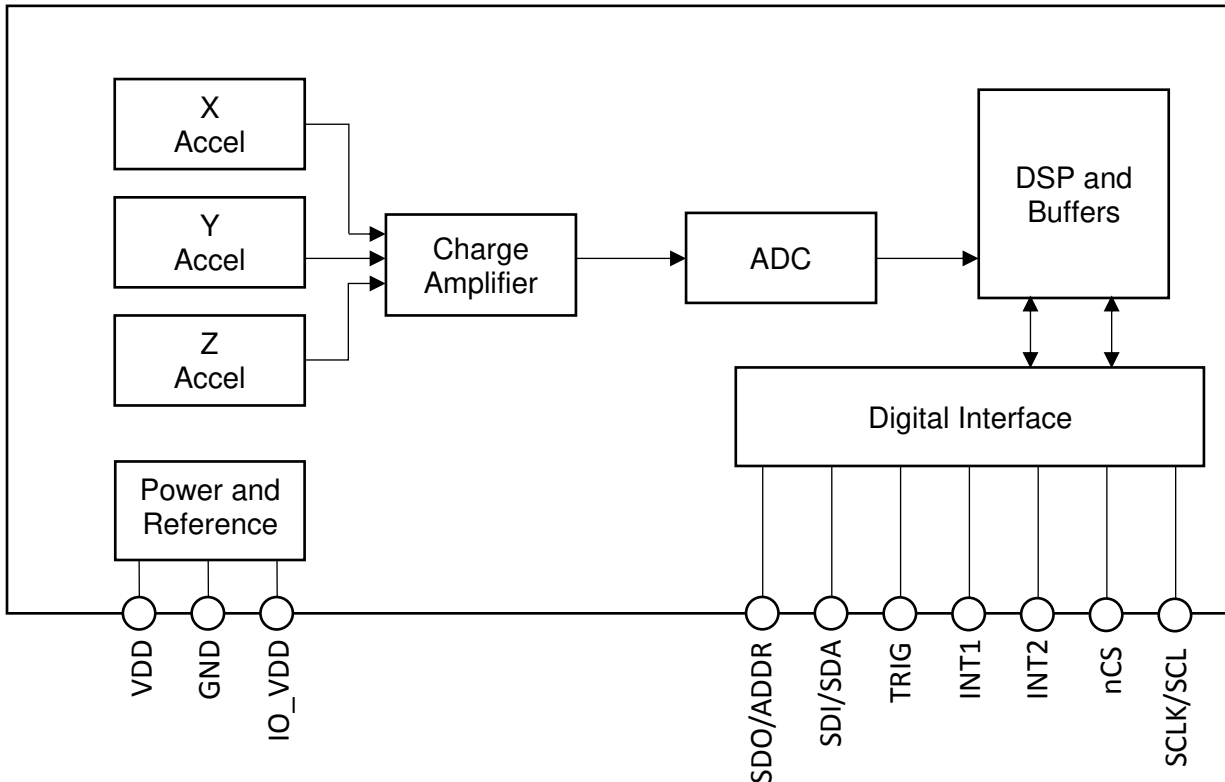 X
Accel
Y
Accel
Z
Accel
Charge
Amplifier
ADC
DSP and
Buffers
Digital Interface
Power and
Reference
VDD
GND
IO_VDD
SDO/ADDR
SDI/SDA
TRIG
INT1
INT2
nCS
SCLK/SCL